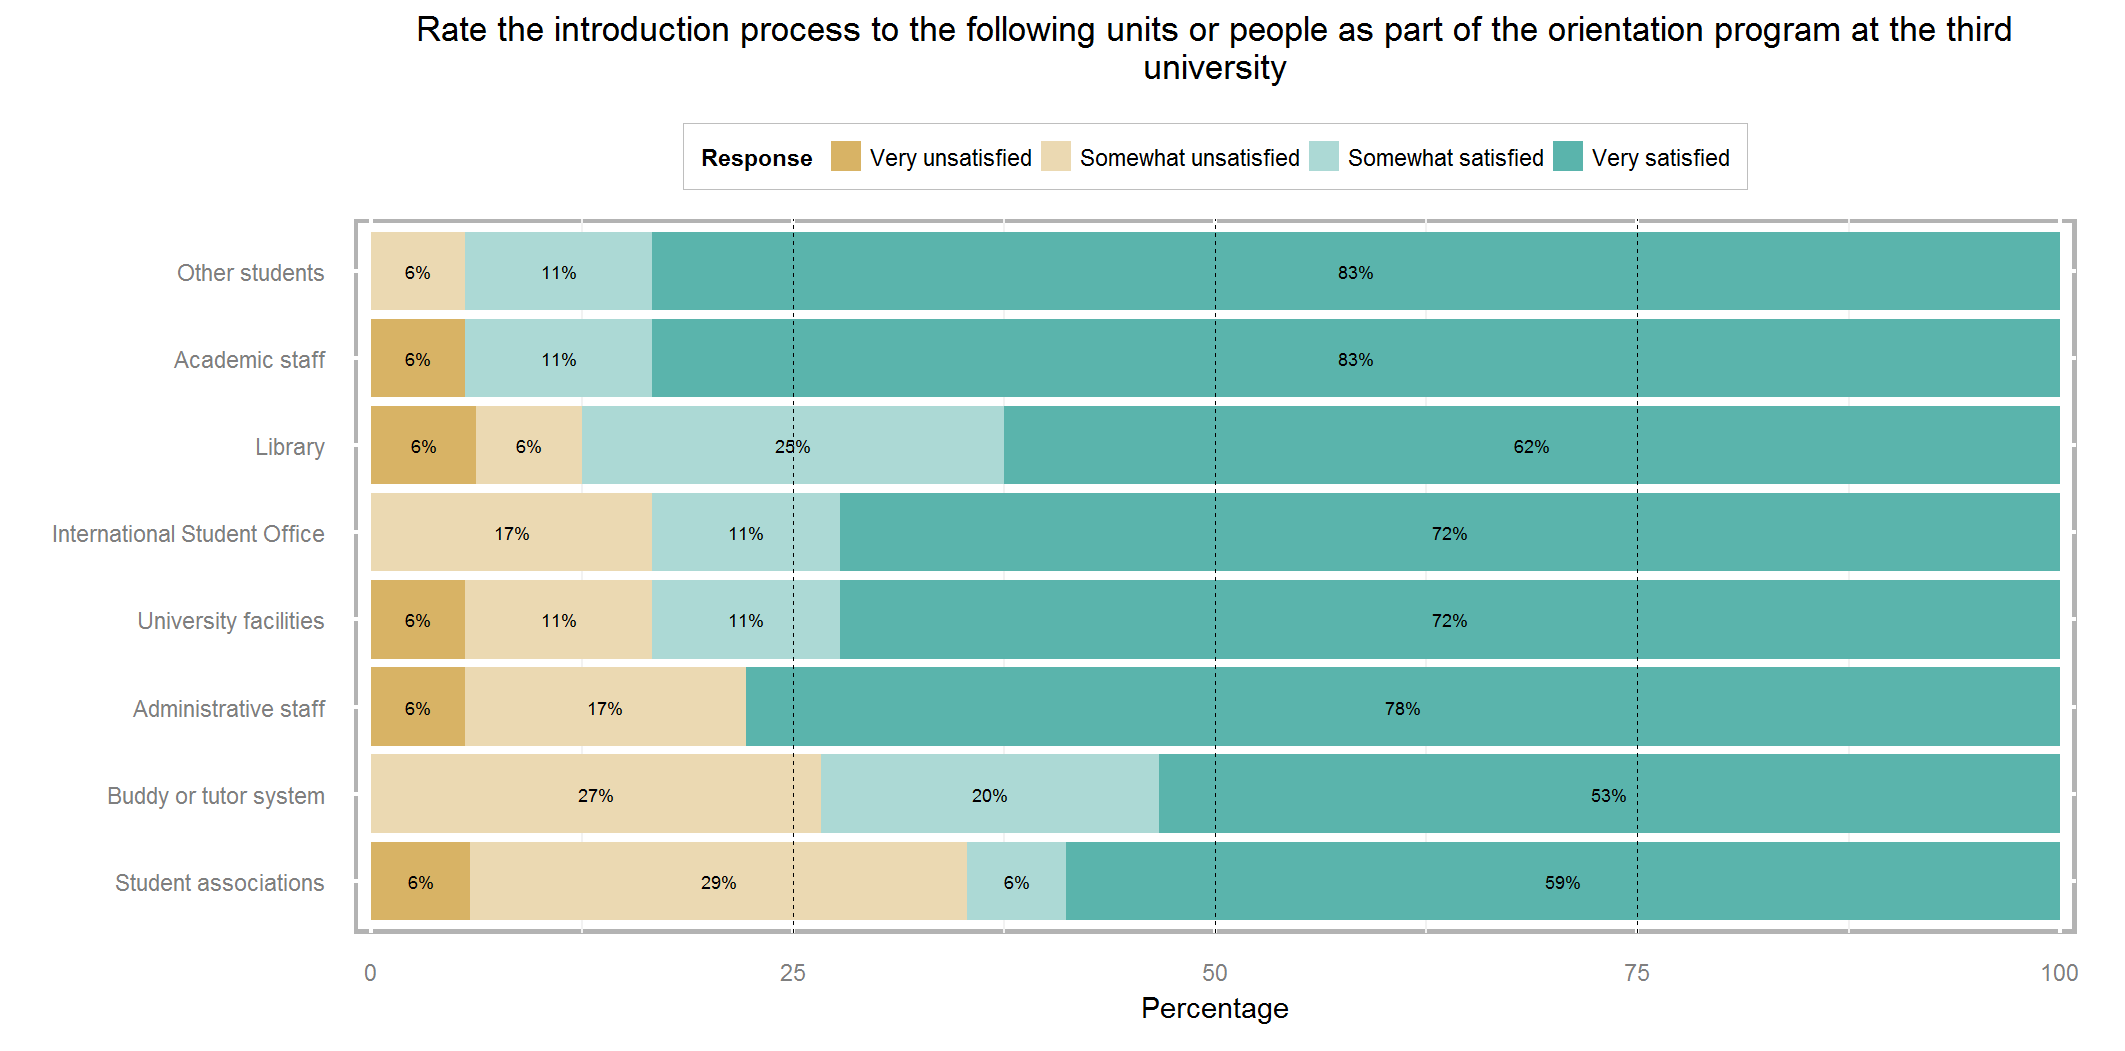 Rate the introduction process to the following units or people as part of the orientation program at the third
university
Response Very unsatisfied Somewhat unsatisfied Somewhat satisfied Very satisfied
Other students 6% 11% 83%
Academic staff 6% 11% 83%
Library 6% 6% 25% 62%
International Student Office 17% 11% 72%
University facilities 6% 11% 11% 72%
Administrative staff 6% 17% 78%
Buddy or tutor system 27% 20% 53%
Student associations 6% 29% 6% 59%
0 25 50 75 100
Percentage